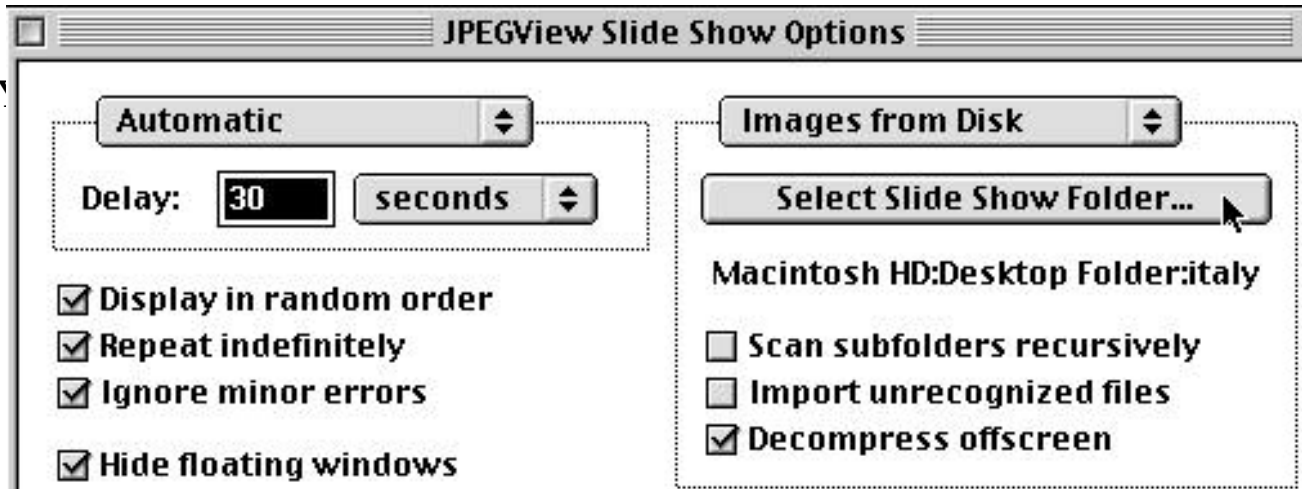 JPEGView Slide Show Options
Automatic
Delay: 30 seconds
Display in random order
Repeat indefinitely
Ignore minor errors
Hide floating windows
Images from Disk
Select Slide Show Folder...
Macintosh HD:Desktop Folder:italy
Scan subfolders recursively
Import unrecognized files
Decompress offscreen